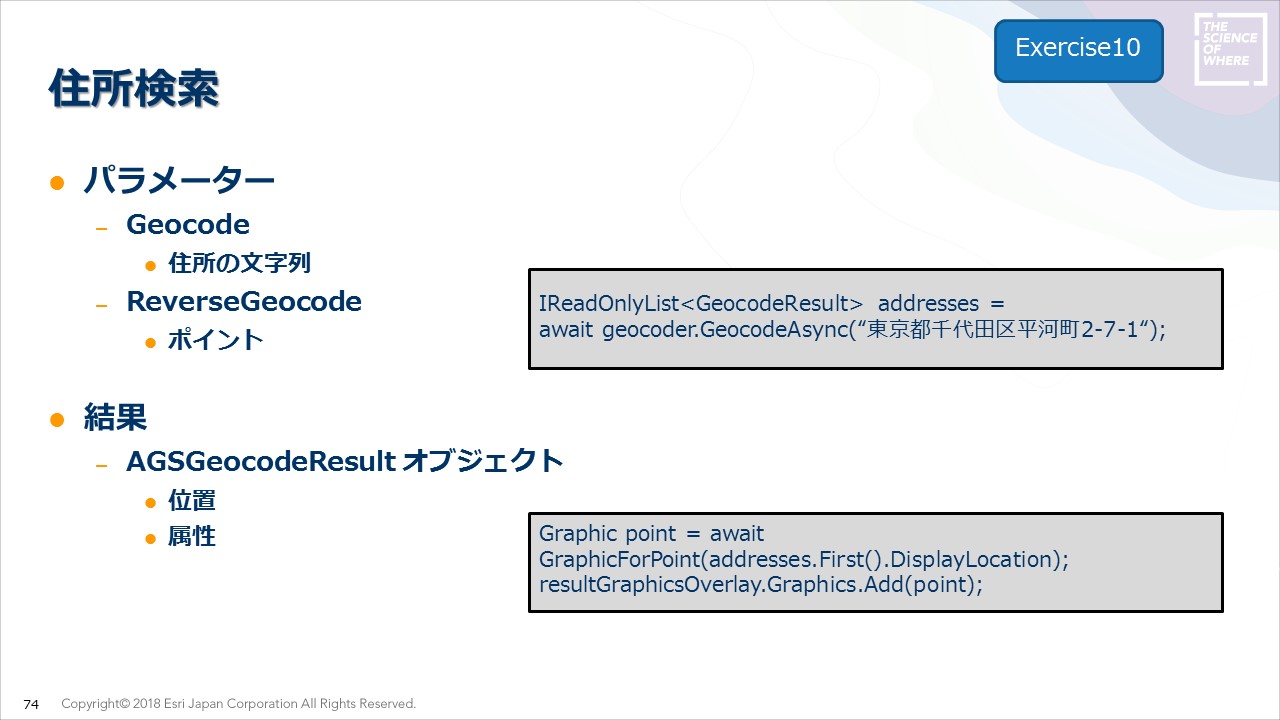 Exercise10
THE
SCIENCE
OF
WHERE
住所検索
● パラメーター
– Geocode
● 住所の文字列
– ReverseGeocode
● ポイント
IReadOnlyList<GeocodeResult> addresses =
await geocoder.GeocodeAsync(“東京都千代田区平河町2-7-1“);
● 結果
– AGSGeocodeResult オブジェクト
● 位置
● 属性
Graphic point = await
GraphicForPoint(addresses.First().DisplayLocation);
resultGraphicsOverlay.Graphics.Add(point);
74 Copyright© 2018 Esri Japan Corporation All Rights Reserved.